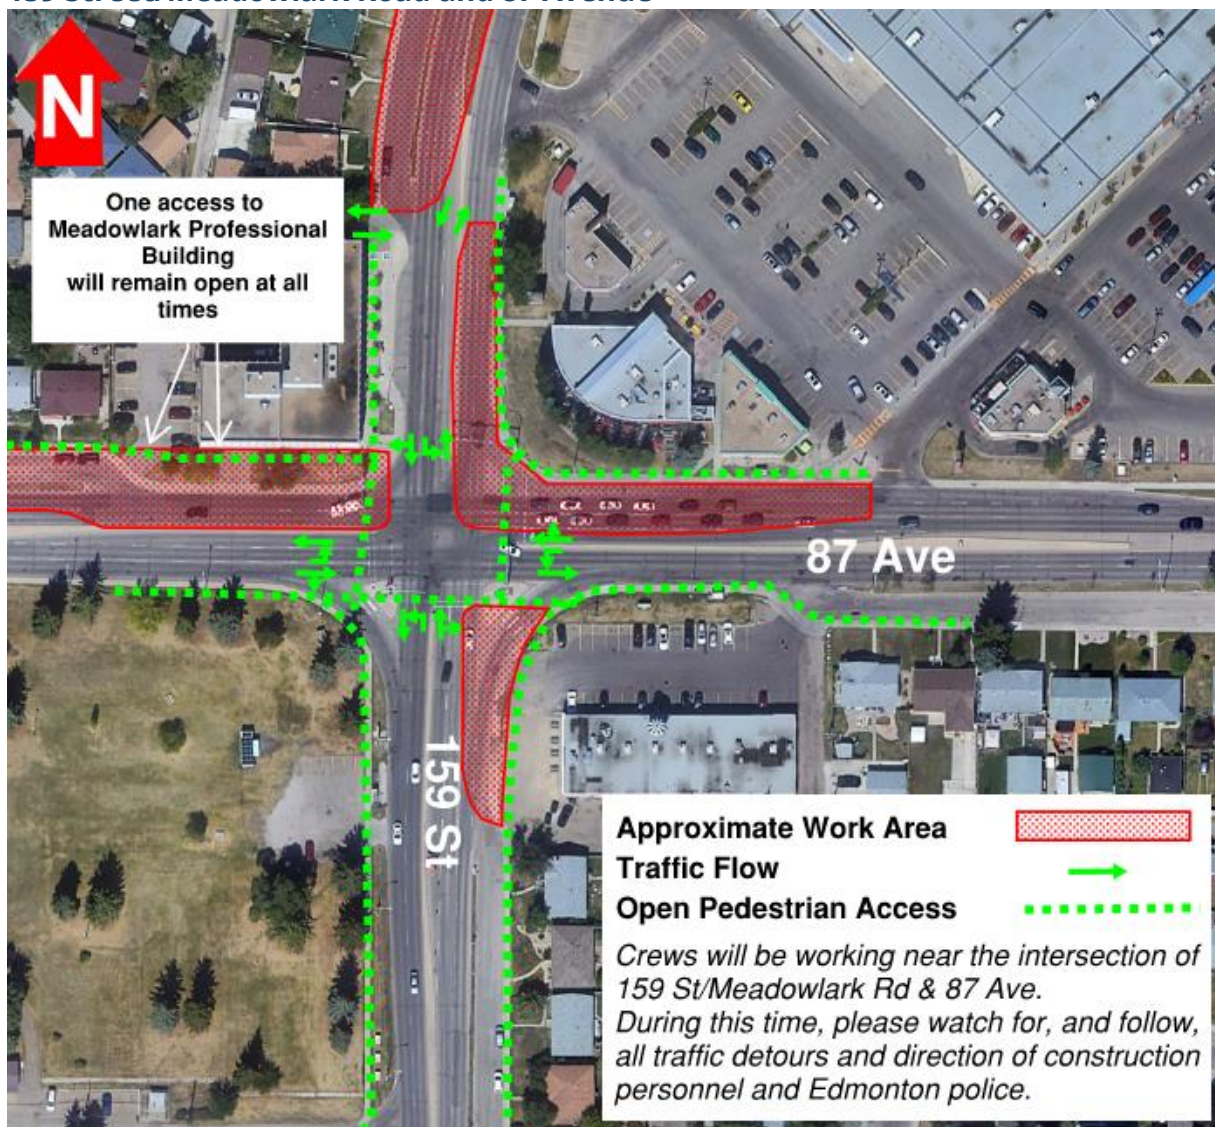 N
One access to
Meadowlark Professional
Building
will remain open at all
times
87 Ave
159 St
Approximate Work Area
Traffic Flow
Open Pedestrian Access
Crews will be working near the intersection of
159 St/Meadowlark Rd & 87 Ave.
During this time, please watch for, and follow,
all traffic detours and direction of construction
personnel and Edmonton police.